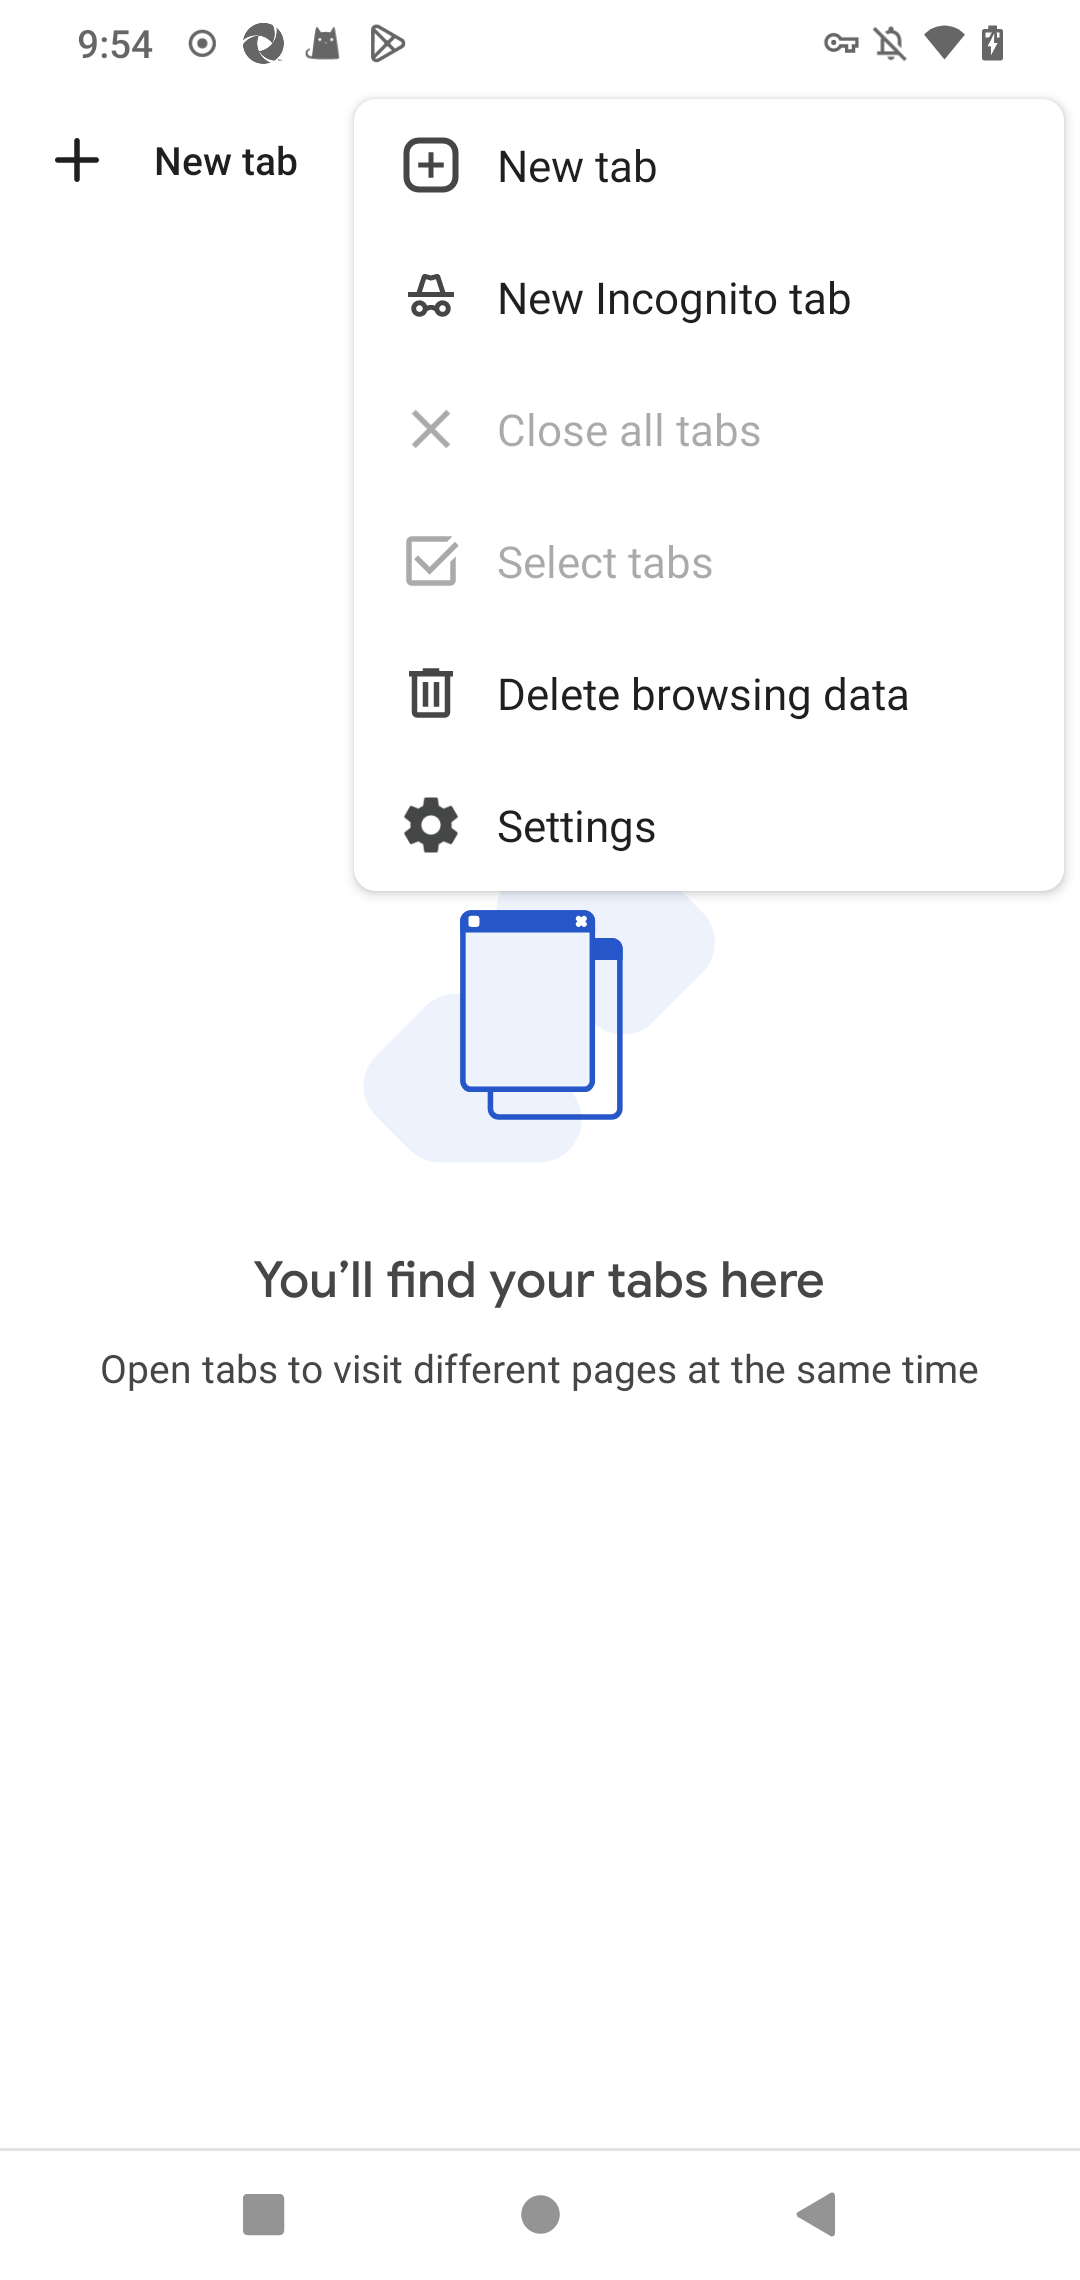 9:54
New tab
New tab
New Incognito tab
Close all tabs
Select tabs
Delete browsing data
Settings
You’ll find your tabs here
Open tabs to visit different pages at the same time